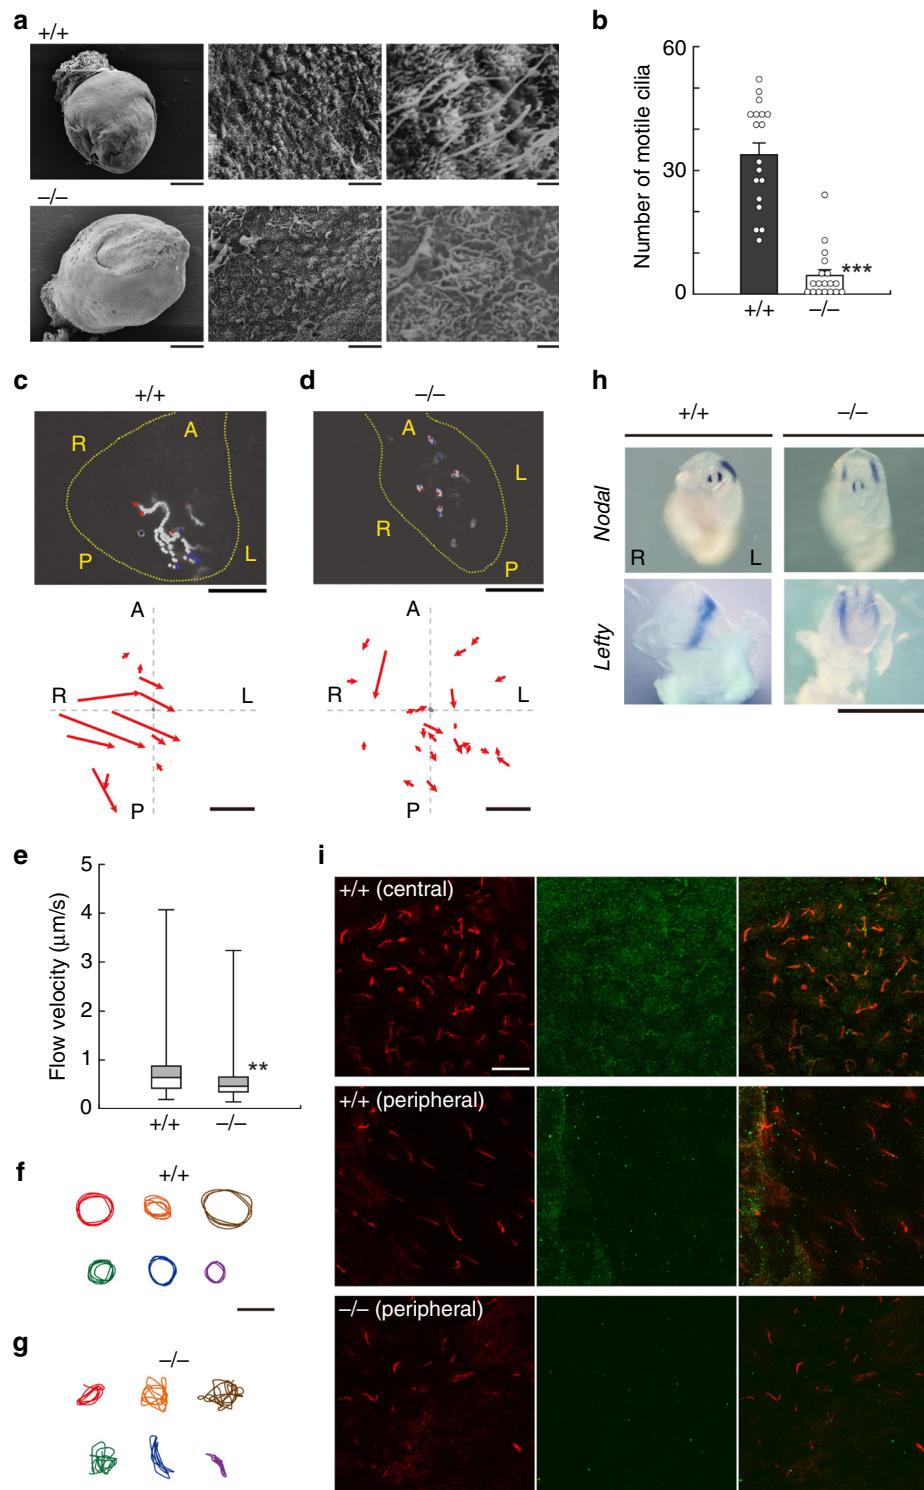 a
+/+
–/–
b
Number of motile cilia
60
30
0
***
+/+
–/–
c
+/+
R
A
P
L
A
R
L
P
d
–/–
A
L
R
P
A
R
L
P
h
+/+
–/–
Nodal
R
L
Lefty
e
Flow velocity (μm/s)
5
4
3
2
1
0
**
+/+
–/–
f
+/+
g
–/–
i
+/+ (central)
+/+ (peripheral)
–/– (peripheral)